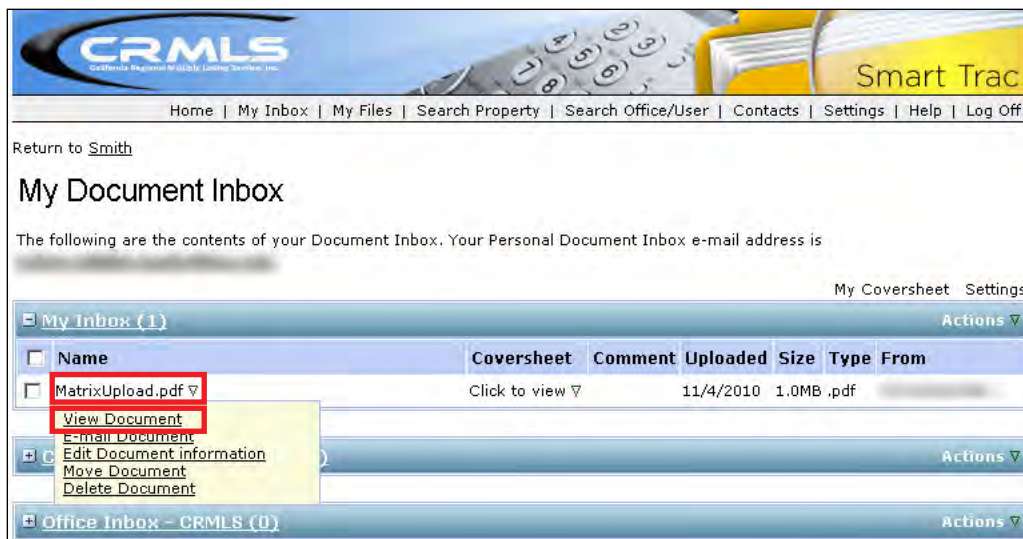 CRMLS
California Regional Multiple Listing Service, Inc.
Smart Trac
Home | My Inbox | My Files | Search Property | Search Office/User | Contacts | Settings | Help | Log Off
Return to Smith
My Document Inbox
The following are the contents of your Document Inbox. Your Personal Document Inbox e-mail address is
My Coversheet Settings
My Inbox (1) Actions
Name Coversheet Comment Uploaded Size Type From
MatrixUpload.pdf Click to view 11/4/2010 1.0MB .pdf
View Document
E-mail Document
Edit Document information
Move Document
Delete Document
Actions
Office Inbox - CRMLS (0) Actions